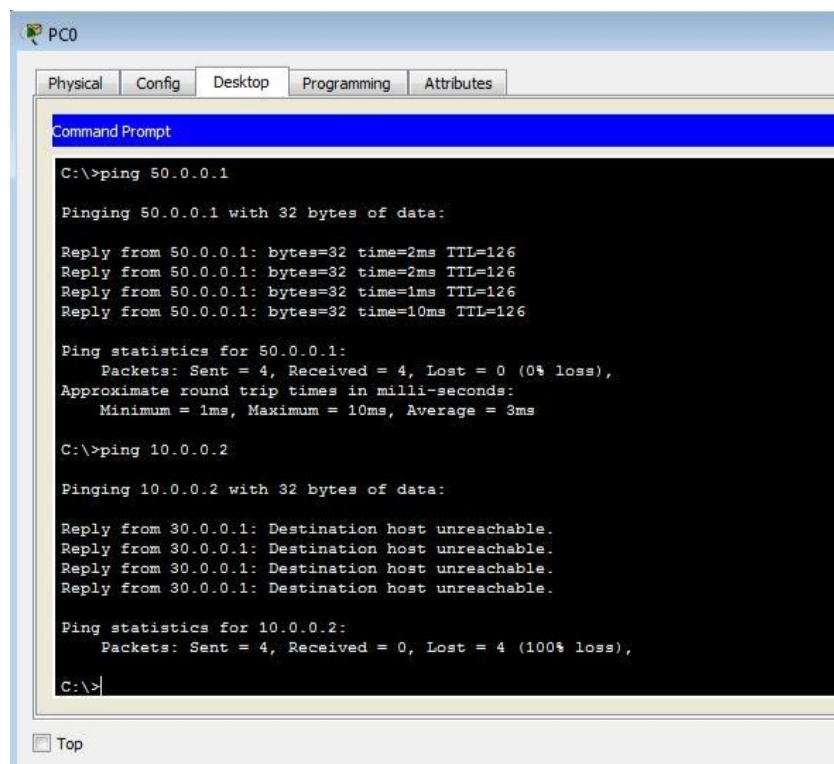 PC0
Physical Config Desktop Programming Attributes
Command Prompt
C:\>ping 50.0.0.1
Pinging 50.0.0.1 with 32 bytes of data:
Reply from 50.0.0.1: bytes=32 time=2ms TTL=126
Reply from 50.0.0.1: bytes=32 time=2ms TTL=126
Reply from 50.0.0.1: bytes=32 time=1ms TTL=126
Reply from 50.0.0.1: bytes=32 time=10ms TTL=126
Ping statistics for 50.0.0.1:
Packets: Sent = 4, Received = 4, Lost = 0 (0% loss),
Approximate round trip times in milli-seconds:
Minimum = 1ms, Maximum = 10ms, Average = 3ms
C:\>ping 10.0.0.2
Pinging 10.0.0.2 with 32 bytes of data:
Reply from 30.0.0.1: Destination host unreachable.
Reply from 30.0.0.1: Destination host unreachable.
Reply from 30.0.0.1: Destination host unreachable.
Reply from 30.0.0.1: Destination host unreachable.
Ping statistics for 10.0.0.2:
Packets: Sent = 4, Received = 0, Lost = 4 (100% loss),
C:\>
Top